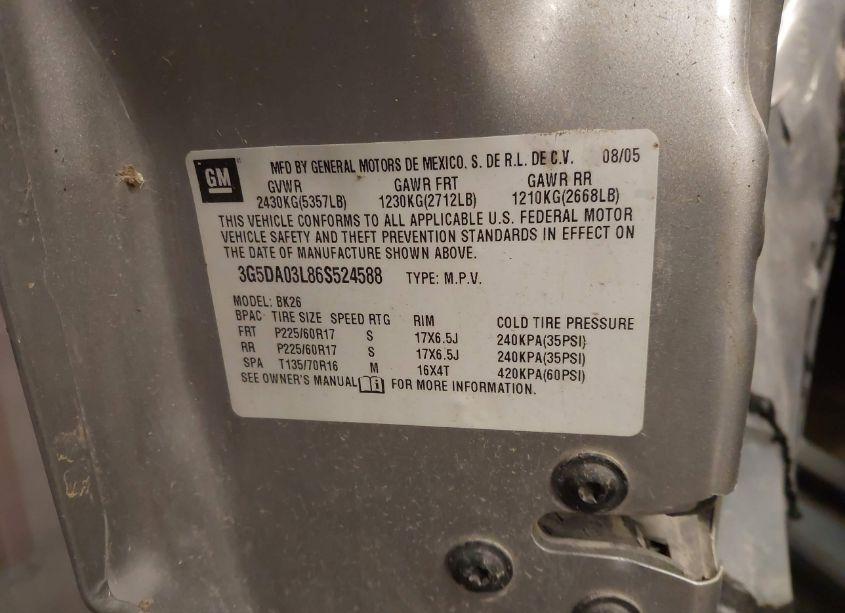 GM MFD BY GENERAL MOTORS DE MEXICO. S. DE R.L. DE C.V. 08/05
GVWR GAWR FRT GAWR RR
2430KG(5357LB) 1230KG(2712LB) 1210KG(2668LB)
THIS VEHICLE CONFORMS TO ALL APPLICABLE U.S. FEDERAL MOTOR
VEHICLE SAFETY AND THEFT PREVENTION STANDARDS IN EFFECT ON
THE DATE OF MANUFACTURE SHOWN ABOVE.
3G5DA03L86S524588 TYPE: M.P.V.
MODEL: BK26
BPAC TIRE SIZE SPEED RTG RIM COLD TIRE PRESSURE
FRT P225/60R17 S 17X6.5J 240KPA(35PSI)
RR P225/60R17 S 17X6.5J 240KPA(35PSI)
SPA T135/70R16 M 16X4T 420KPA(60PSI)
SEE OWNER'S MANUAL FOR MORE INFORMATION.